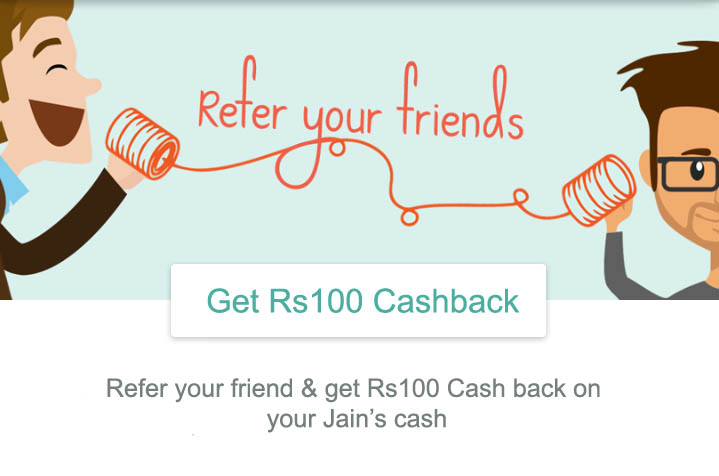 Refer your friends
Get Rs100 Cashback
Refer your friend & get Rs100 Cash back on
your Jain’s cash